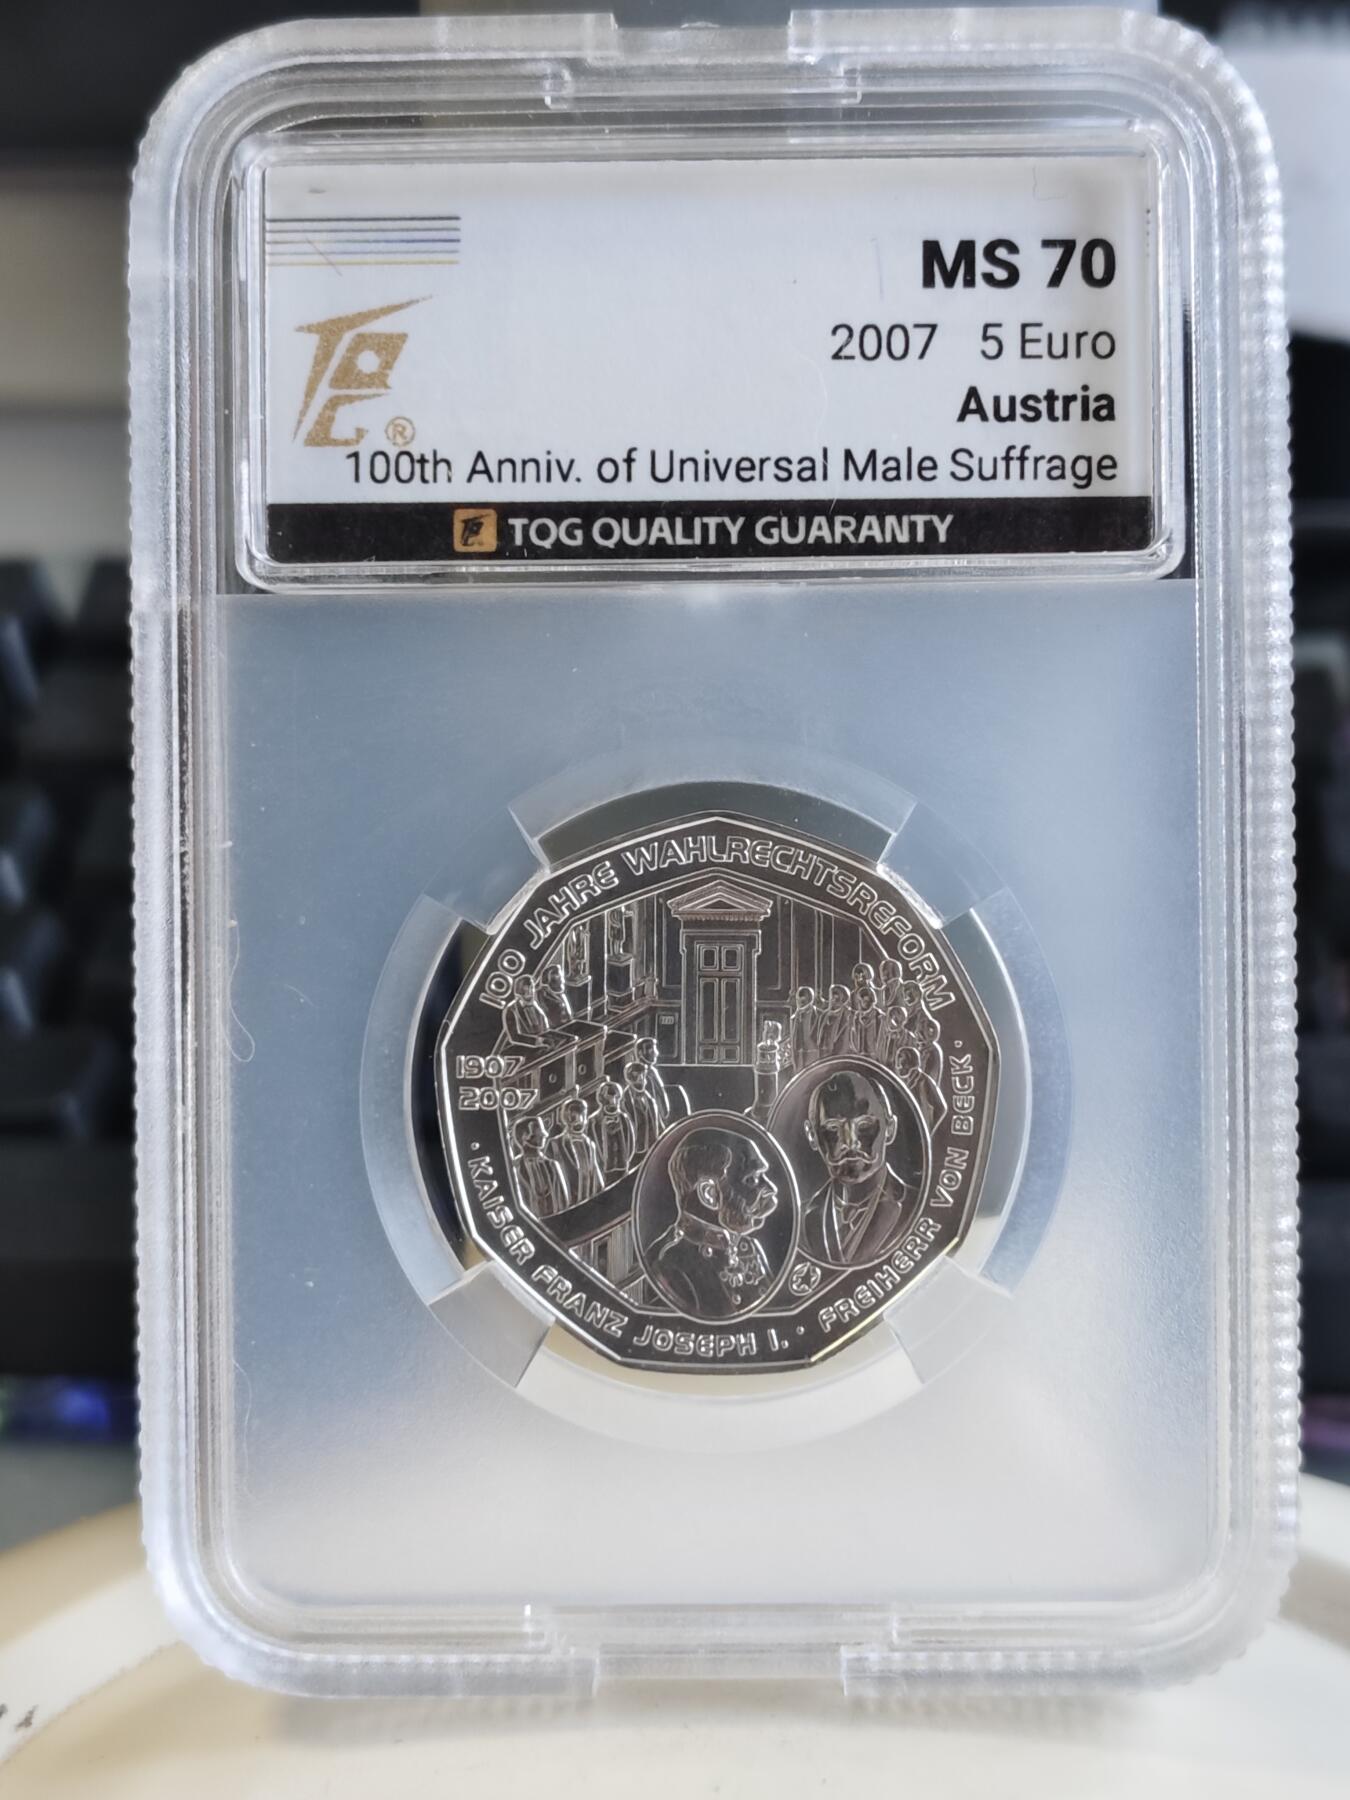 MS 70
2007 5 Euro
Austria
100th Anniv. of Universal Male Suffrage
TQG
®
TQG QUALITY GUARANTY
100 JAHRE WAHLRECHTSREFORM
1907
2007
· KAISER FRANZ JOSEPH I. · FREIHERR VON BECK ·